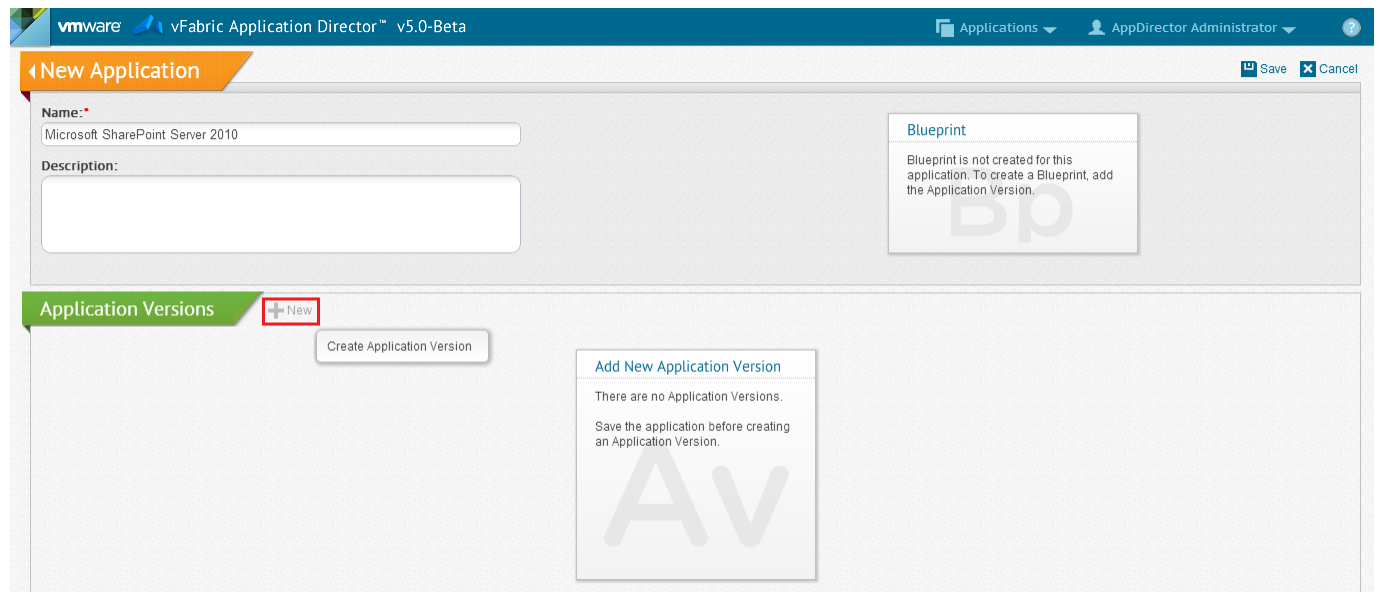 vmware vFabric Application Director™ v5.0-Beta
Applications
AppDirector Administrator
?
New Application
Save
Cancel
Name:*
Microsoft SharePoint Server 2010
Description:
Blueprint
Blueprint is not created for this
application. To create a Blueprint, add
the Application Version.
Bp
Application Versions
New
Create Application Version
Add New Application Version
There are no Application Versions.
Save the application before creating
an Application Version.
Av